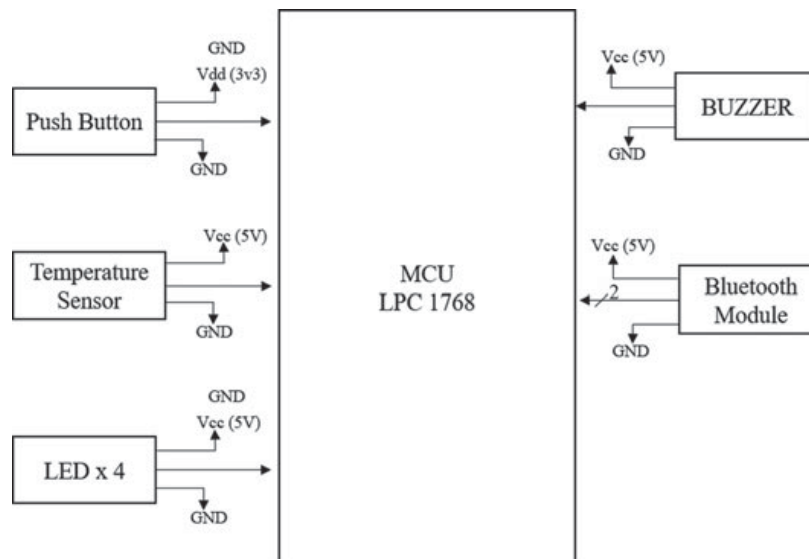 GND
Vdd (3v3)
Push Button
GND
Vcc (5V)
Temperature
Sensor
GND
GND
Vcc (5V)
LED x 4
GND
MCU
LPC 1768
Vcc (5V)
BUZZER
GND
Vcc (5V)
2
Bluetooth
Module
GND